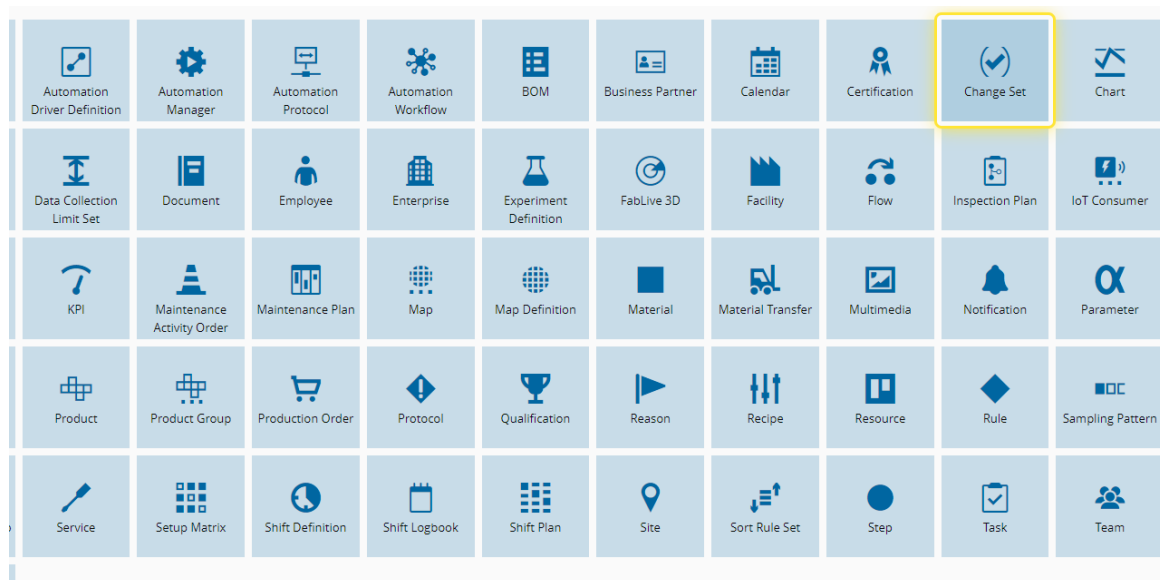 Automation
Driver Definition
Automation
Manager
Automation
Protocol
Automation
Workflow
BOM
Business Partner
Calendar
Certification
Change Set
Chart
Data Collection
Limit Set
Document
Employee
Enterprise
Experiment
Definition
FabLive 3D
Facility
Flow
Inspection Plan
IoT Consumer
KPI
Maintenance
Activity Order
Maintenance Plan
Map
Map Definition
Material
Material Transfer
Multimedia
Notification
Parameter
Product
Product Group
Production Order
Protocol
Qualification
Reason
Recipe
Resource
Rule
Sampling Pattern
Service
Setup Matrix
Shift Definition
Shift Logbook
Shift Plan
Site
Sort Rule Set
Step
Task
Team